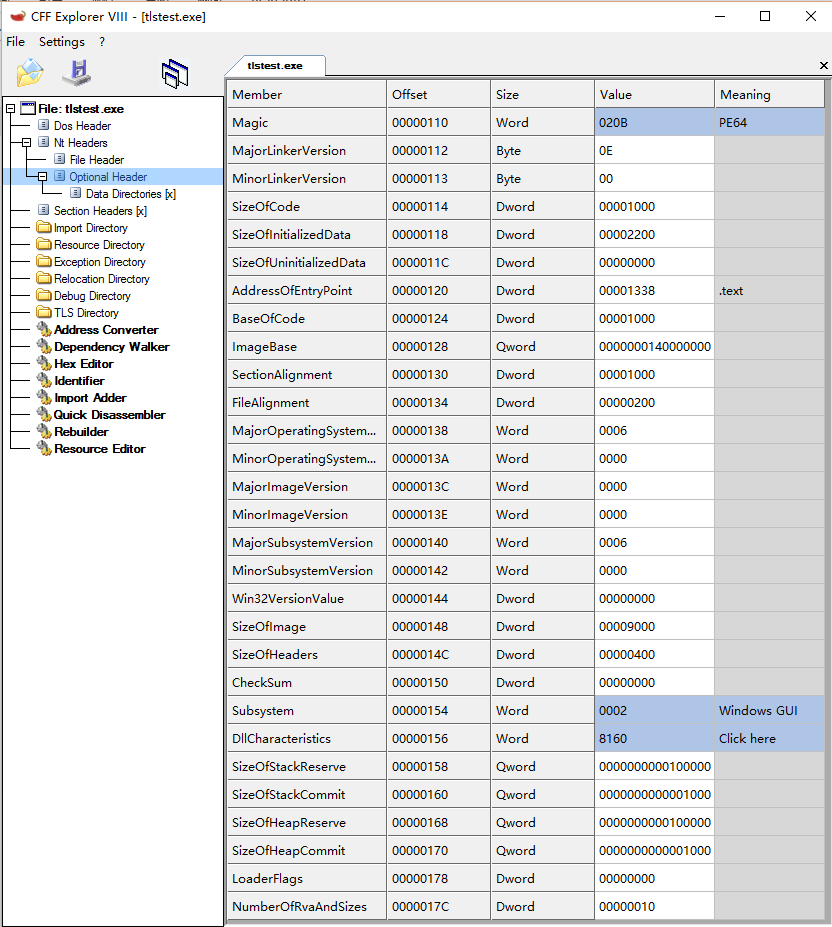 CFF Explorer VIII - [tlstest.exe]
File Settings ?
tlstest.exe
File: tlstest.exe
Dos Header
Nt Headers
File Header
Optional Header
Data Directories [x]
Section Headers [x]
Import Directory
Resource Directory
Exception Directory
Relocation Directory
Debug Directory
TLS Directory
Address Converter
Dependency Walker
Hex Editor
Identifier
Import Adder
Quick Disassembler
Rebuilder
Resource Editor
Member Offset Size Value Meaning
Magic 00000110 Word 020B PE64
MajorLinkerVersion 00000112 Byte 0E
MinorLinkerVersion 00000113 Byte 00
SizeOfCode 00000114 Dword 00001000
SizeOfInitializedData 00000118 Dword 00002200
SizeOfUninitializedData 0000011C Dword 00000000
AddressOfEntryPoint 00000120 Dword 00001338 .text
BaseOfCode 00000124 Dword 00001000
ImageBase 00000128 Qword 0000000140000000
SectionAlignment 00000130 Dword 00001000
FileAlignment 00000134 Dword 00000200
MajorOperatingSystem... 00000138 Word 0006
MinorOperatingSystem... 0000013A Word 0000
MajorImageVersion 0000013C Word 0000
MinorImageVersion 0000013E Word 0000
MajorSubsystemVersion 00000140 Word 0006
MinorSubsystemVersion 00000142 Word 0000
Win32VersionValue 00000144 Dword 00000000
SizeOfImage 00000148 Dword 00009000
SizeOfHeaders 0000014C Dword 00000400
CheckSum 00000150 Dword 00000000
Subsystem 00000154 Word 0002 Windows GUI
DllCharacteristics 00000156 Word 8160 Click here
SizeOfStackReserve 00000158 Qword 0000000000100000
SizeOfStackCommit 00000160 Qword 0000000000001000
SizeOfHeapReserve 00000168 Qword 0000000000100000
SizeOfHeapCommit 00000170 Qword 0000000000001000
LoaderFlags 00000178 Dword 00000000
NumberOfRvaAndSizes 0000017C Dword 00000010